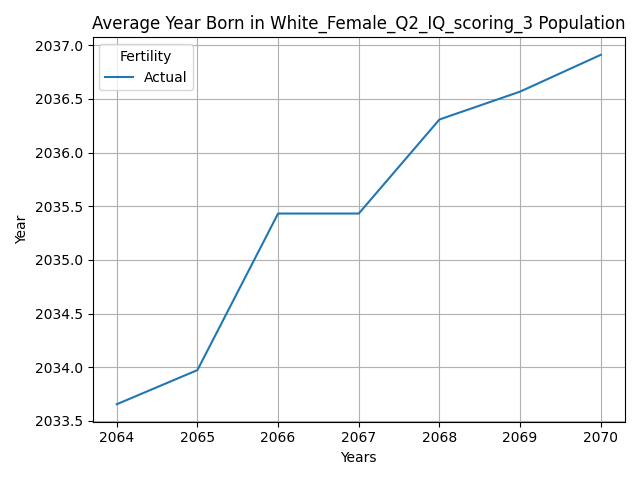 Average Year Born in White_Female_Q2_IQ_scoring_3 Population
Fertility
Actual
2037.0
2036.5
2036.0
2035.5
2035.0
2034.5
2034.0
2033.5
Year
2064 2065 2066 2067 2068 2069 2070
Years